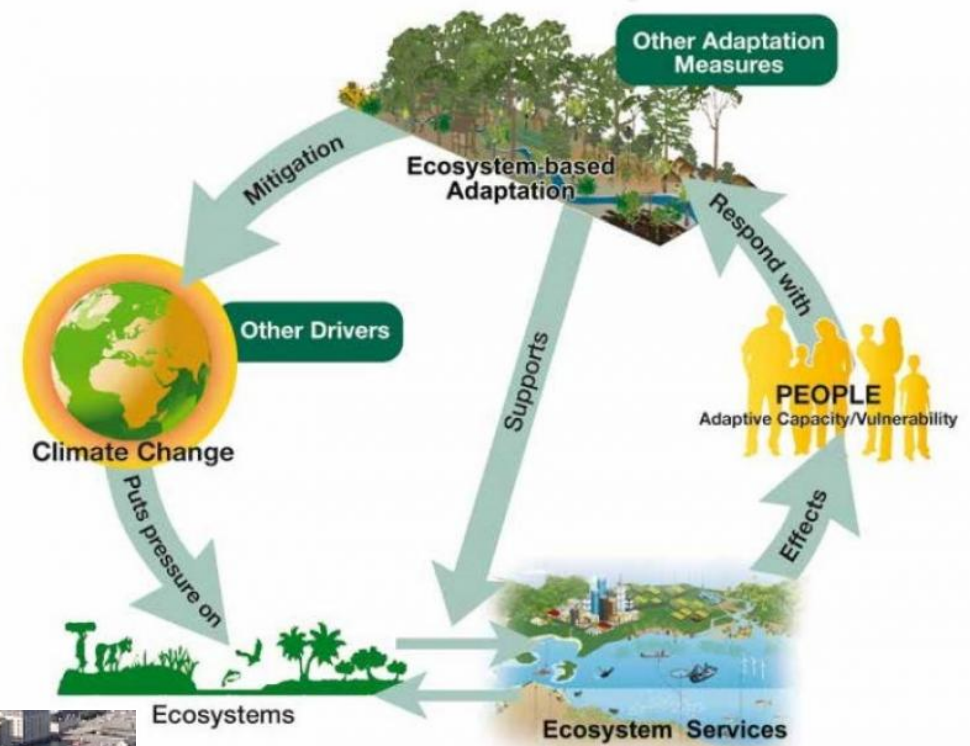 Other Adaptation
Measures
Mitigation
Ecosystem-based
Adaptation
Respond with
Other Drivers
Supports
PEOPLE
Adaptive Capacity/Vulnerability
Climate Change
Puts pressure on
Effects
Ecosystems
Ecosystem Services